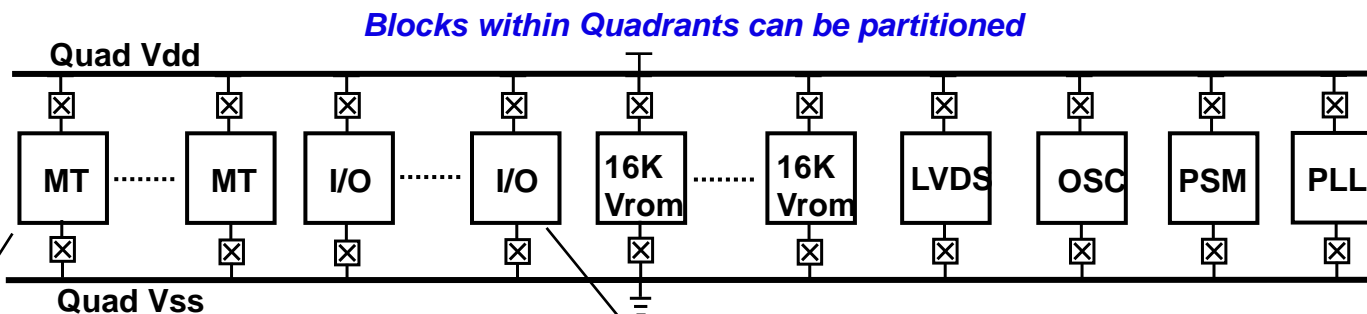 Blocks within Quadrants can be partitioned
Quad Vdd
MT ........ MT I/O ........ I/O 16K Vrom ........ 16K Vrom LVDS OSC PSM PLL
Quad Vss